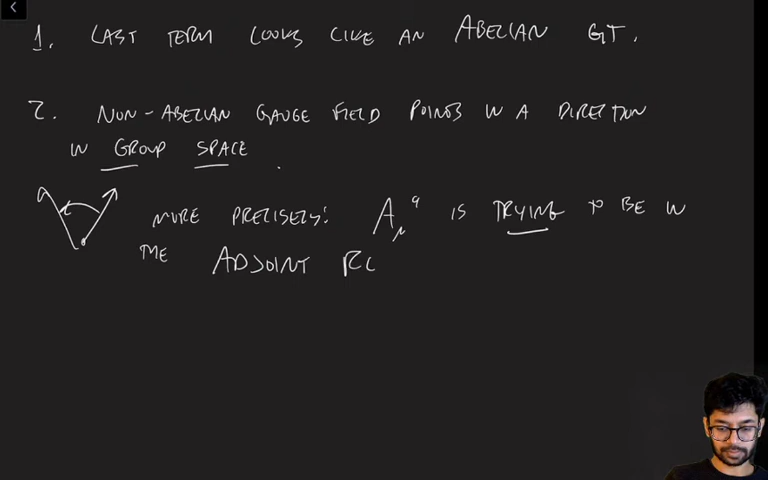 1. LAST TERM LOOKS LIKE AN ABELIAN GT.
2. NON-ABELIAN GAUGE FIELD POINTS IN A DIRECTION
IN GROUP SPACE.
MORE PRECISELY: A_μ^a IS TRYING TO BE IN
THE ADJOINT RE